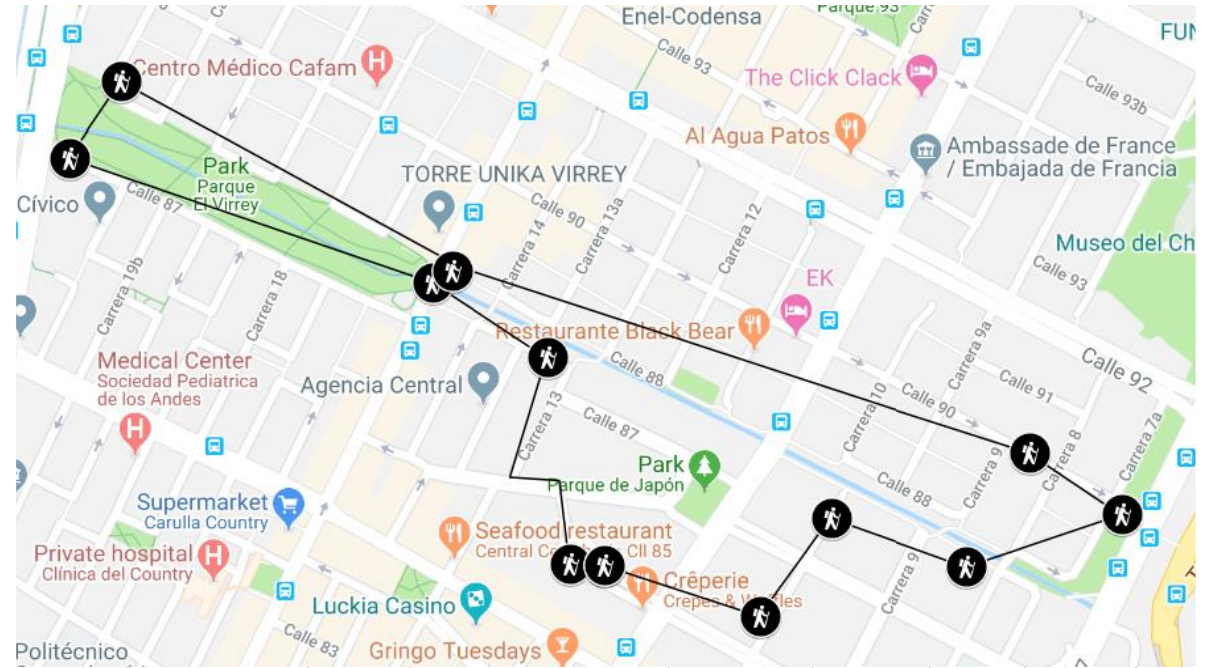 Enel-Codensa
Parque 93
Carr
FUN
Centro Médico Cafam
Calle 93
The Click Clack
Calle 93b
Al Agua Patos
Ambassade de France
/ Embajada de Francia
Park
Parque
El Virrey
TORRE UNIKA VIRREY
Cívico
Calle 87
Calle 90
Carrera 14
Carrera 13a
Carrera 12
Museo del Ch
Calle 93
Carrera 19b
Carrera 18
EK
Restaurante Black Bear
Calle 88
Medical Center
Sociedad Pediatrica
de los Andes
Agencia Central
Carrera 9a
Calle 92
Calle 91
Calle 90
Carrera 10
Carrera 13
Calle 87
Carrera 8
Carrera 7a
Carrera 9
Park
Parque de Japón
Calle 88
Supermarket
Carulla Country
Seafood restaurant
Cll 85
Private hospital
Clínica del Country
Crêperie
Crepes & Waffles
Carrera 9
Luckia Casino
Calle 83
Gringo Tuesdays
Politécnico